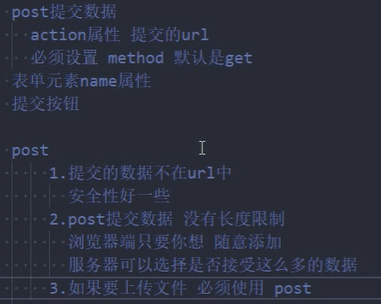 post提交数据
action属性 提交的url
必须设置 method 默认是get
表单元素name属性
提交按钮
post
1.提交的数据不在url中
安全性好一些
2.post提交数据 没有长度限制
浏览器端只要你想 随意添加
服务器可以选择是否接受这么多的数据
3.如果要上传文件 必须使用 post